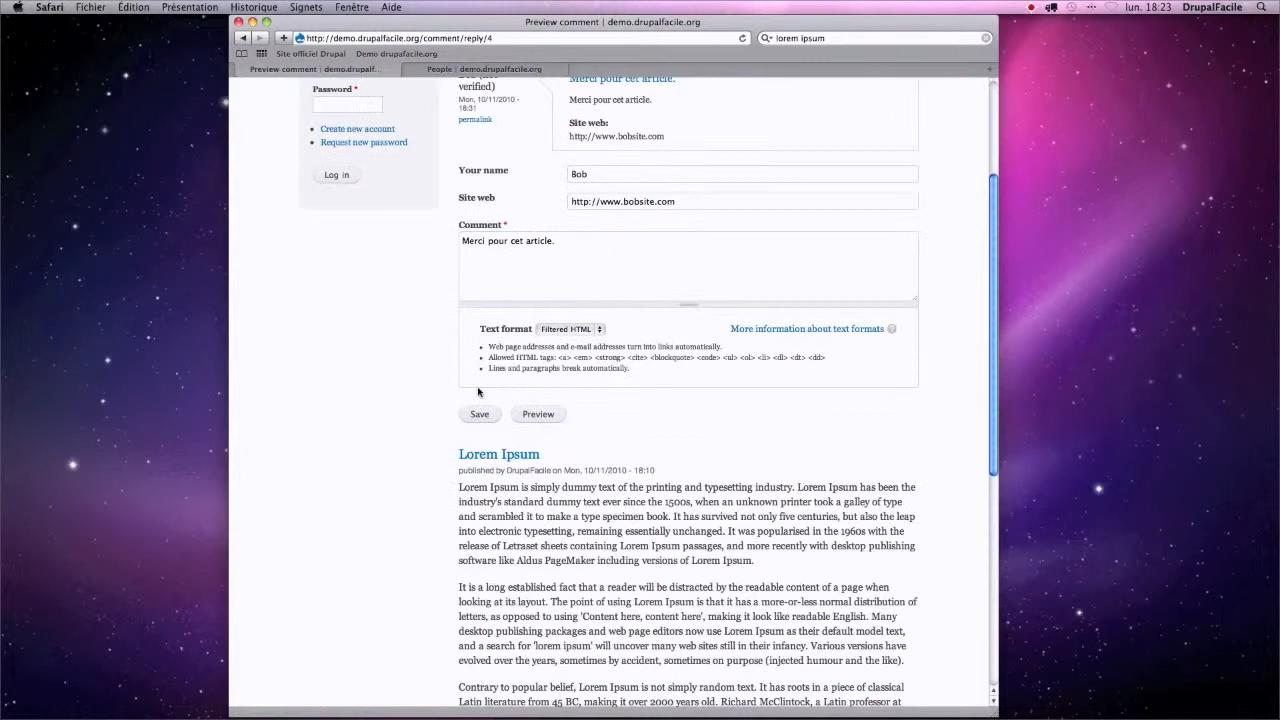 Safari Fichier Édition Présentation Historique Signets Fenêtre Aide lun. 18:23 DrupalFacile
Preview comment | demo.drupalfacile.org
http://demo.drupalfacile.org/comment/reply/4
lorem ipsum
Site officiel Drupal Demo drupalfacile.org
Preview comment | demo.drupalf... People | demo.drupalfacile.org
Password *
Create new account
Request new password
Log in
verified)
Mon, 10/11/2010 -
18:31
permalink
Merci pour cet article.
Merci pour cet article.
Site web:
http://www.bobsite.com
Your name
Bob
Site web
http://www.bobsite.com
Comment *
Merci pour cet article.
Text format Filtered HTML
More information about text formats ?
Web page addresses and e-mail addresses turn into links automatically.
Allowed HTML tags: <a> <em> <strong> <cite> <blockquote> <code> <ul> <ol> <li> <dl> <dt> <dd>
Lines and paragraphs break automatically.
Save Preview
Lorem Ipsum
published by DrupalFacile on Mon, 10/11/2010 - 18:10
Lorem Ipsum is simply dummy text of the printing and typesetting industry. Lorem Ipsum has been the
industry's standard dummy text ever since the 1500s, when an unknown printer took a galley of type
and scrambled it to make a type specimen book. It has survived not only five centuries, but also the leap
into electronic typesetting, remaining essentially unchanged. It was popularised in the 1960s with the
release of Letraset sheets containing Lorem Ipsum passages, and more recently with desktop publishing
software like Aldus PageMaker including versions of Lorem Ipsum.
It is a long established fact that a reader will be distracted by the readable content of a page when
looking at its layout. The point of using Lorem Ipsum is that it has a more-or-less normal distribution of
letters, as opposed to using 'Content here, content here', making it look like readable English. Many
desktop publishing packages and web page editors now use Lorem Ipsum as their default model text,
and a search for 'lorem ipsum' will uncover many web sites still in their infancy. Various versions have
evolved over the years, sometimes by accident, sometimes on purpose (injected humour and the like).
Contrary to popular belief, Lorem Ipsum is not simply random text. It has roots in a piece of classical
Latin literature from 45 BC, making it over 2000 years old. Richard McClintock, a Latin professor at